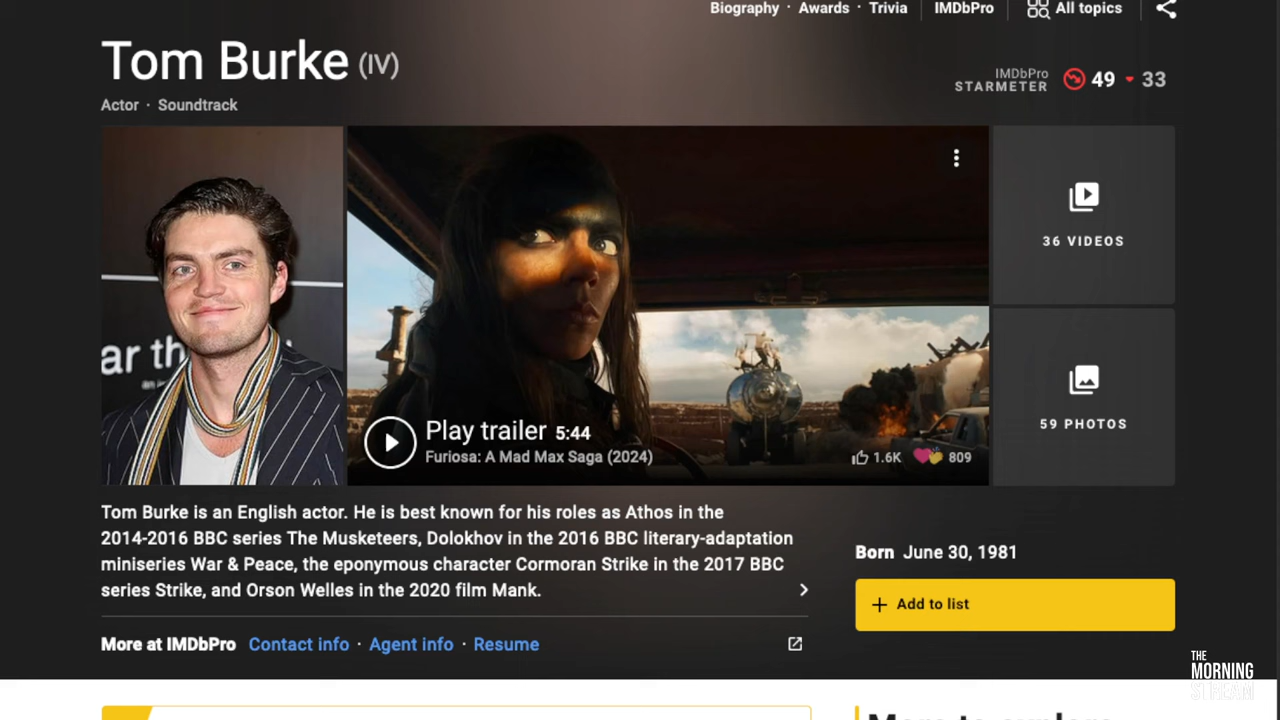 Biography · Awards · Trivia IMDbPro All topics
Tom Burke (IV)
Actor · Soundtrack
IMDbPro
STARMETER 49 33
36 VIDEOS
ar th
Play trailer 5:44
Furiosa: A Mad Max Saga (2024) 1.6K 809
59 PHOTOS
Tom Burke is an English actor. He is best known for his roles as Athos in the
2014-2016 BBC series The Musketeers, Dolokhov in the 2016 BBC literary-adaptation
miniseries War & Peace, the eponymous character Cormoran Strike in the 2017 BBC
series Strike, and Orson Welles in the 2020 film Mank.
Born June 30, 1981
+ Add to list
More at IMDbPro Contact info · Agent info · Resume
THE
MORNING
STREAM
More to explore